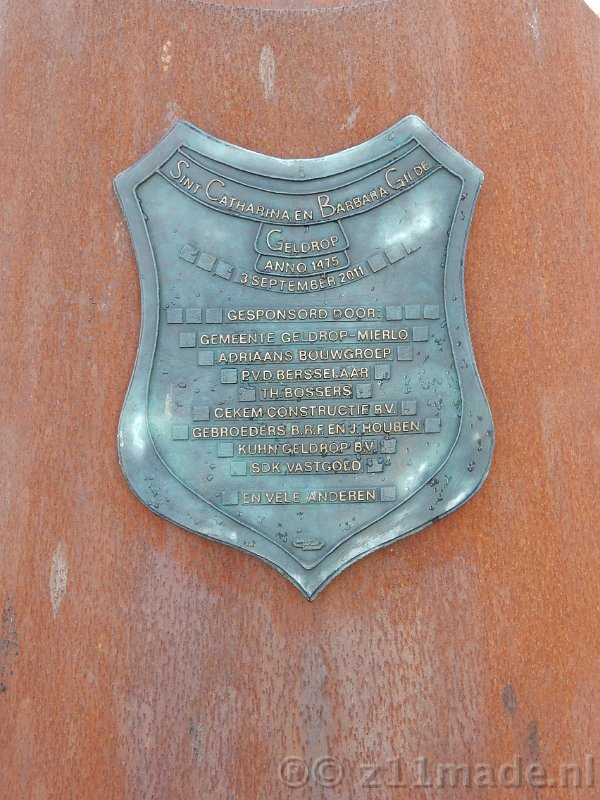 SINT CATHARINA EN BARBARA GILDE
GELDROP
ANNO 1475
3 SEPTEMBER 2011
GESPONSORD DOOR:
GEMEENTE GELDROP-MIERLO
ADRIAANS BOUWGROEP
P.V.D. BERSSELAAR
TH. BOSSERS
CEKEM CONSTRUCTIE B.V.
GEBROEDERS B.,R.,F. EN J. HOUBEN
KUHN GELDROP B.V.
SDK VASTGOED
EN VELE ANDEREN
®© z11made.nl